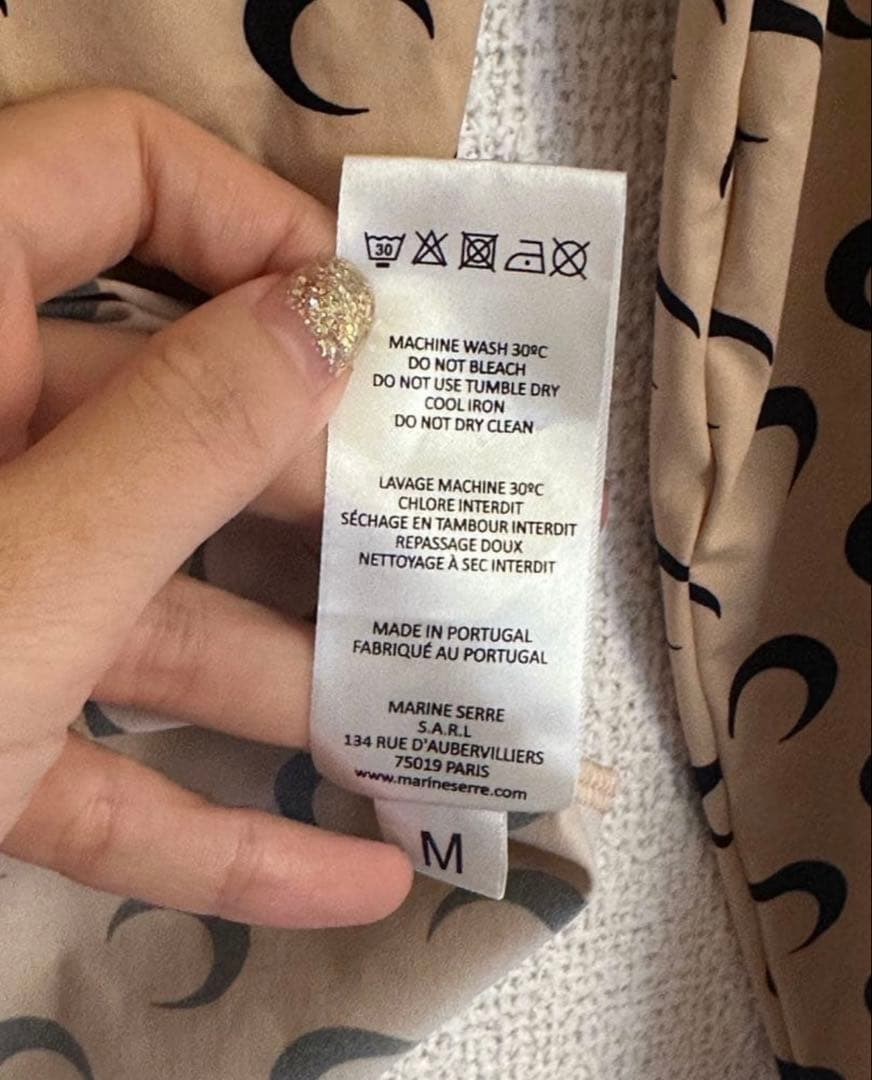 30
MACHINE WASH 30ºC
DO NOT BLEACH
DO NOT USE TUMBLE DRY
COOL IRON
DO NOT DRY CLEAN
LAVAGE MACHINE 30ºC
CHLORE INTERDIT
SÉCHAGE EN TAMBOUR INTERDIT
REPASSAGE DOUX
NETTOYAGE À SEC INTERDIT
MADE IN PORTUGAL
FABRIQUÉ AU PORTUGAL
MARINE SERRE
S.A.R.L
134 RUE D'AUBERVILLIERS
75019 PARIS
www.marineserre.com
M